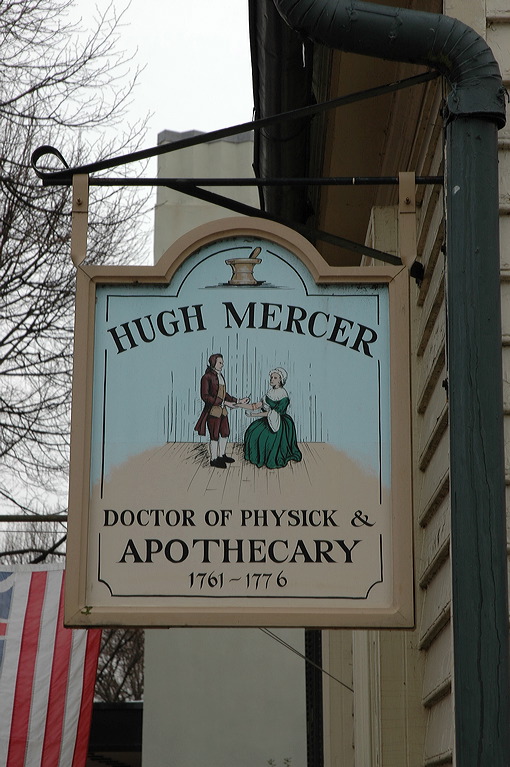 HUGH MERCER
DOCTOR OF PHYSICK &
APOTHECARY
1761~1776